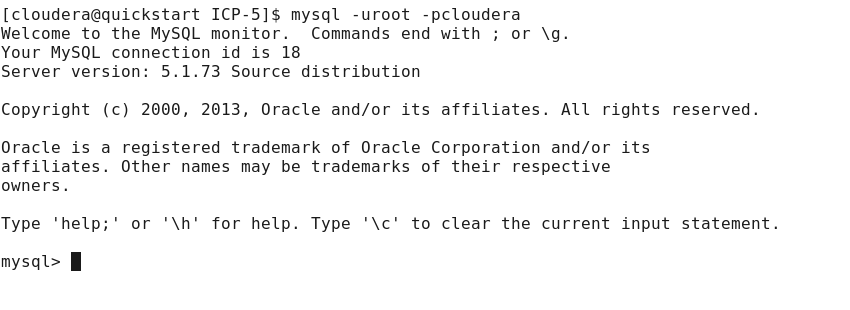 [cloudera@quickstart ICP-5]$ mysql -uroot -pcloudera
Welcome to the MySQL monitor.  Commands end with ; or \g.
Your MySQL connection id is 18
Server version: 5.1.73 Source distribution

Copyright (c) 2000, 2013, Oracle and/or its affiliates. All rights reserved.

Oracle is a registered trademark of Oracle Corporation and/or its
affiliates. Other names may be trademarks of their respective
owners.

Type 'help;' or '\h' for help. Type '\c' to clear the current input statement.

mysql>